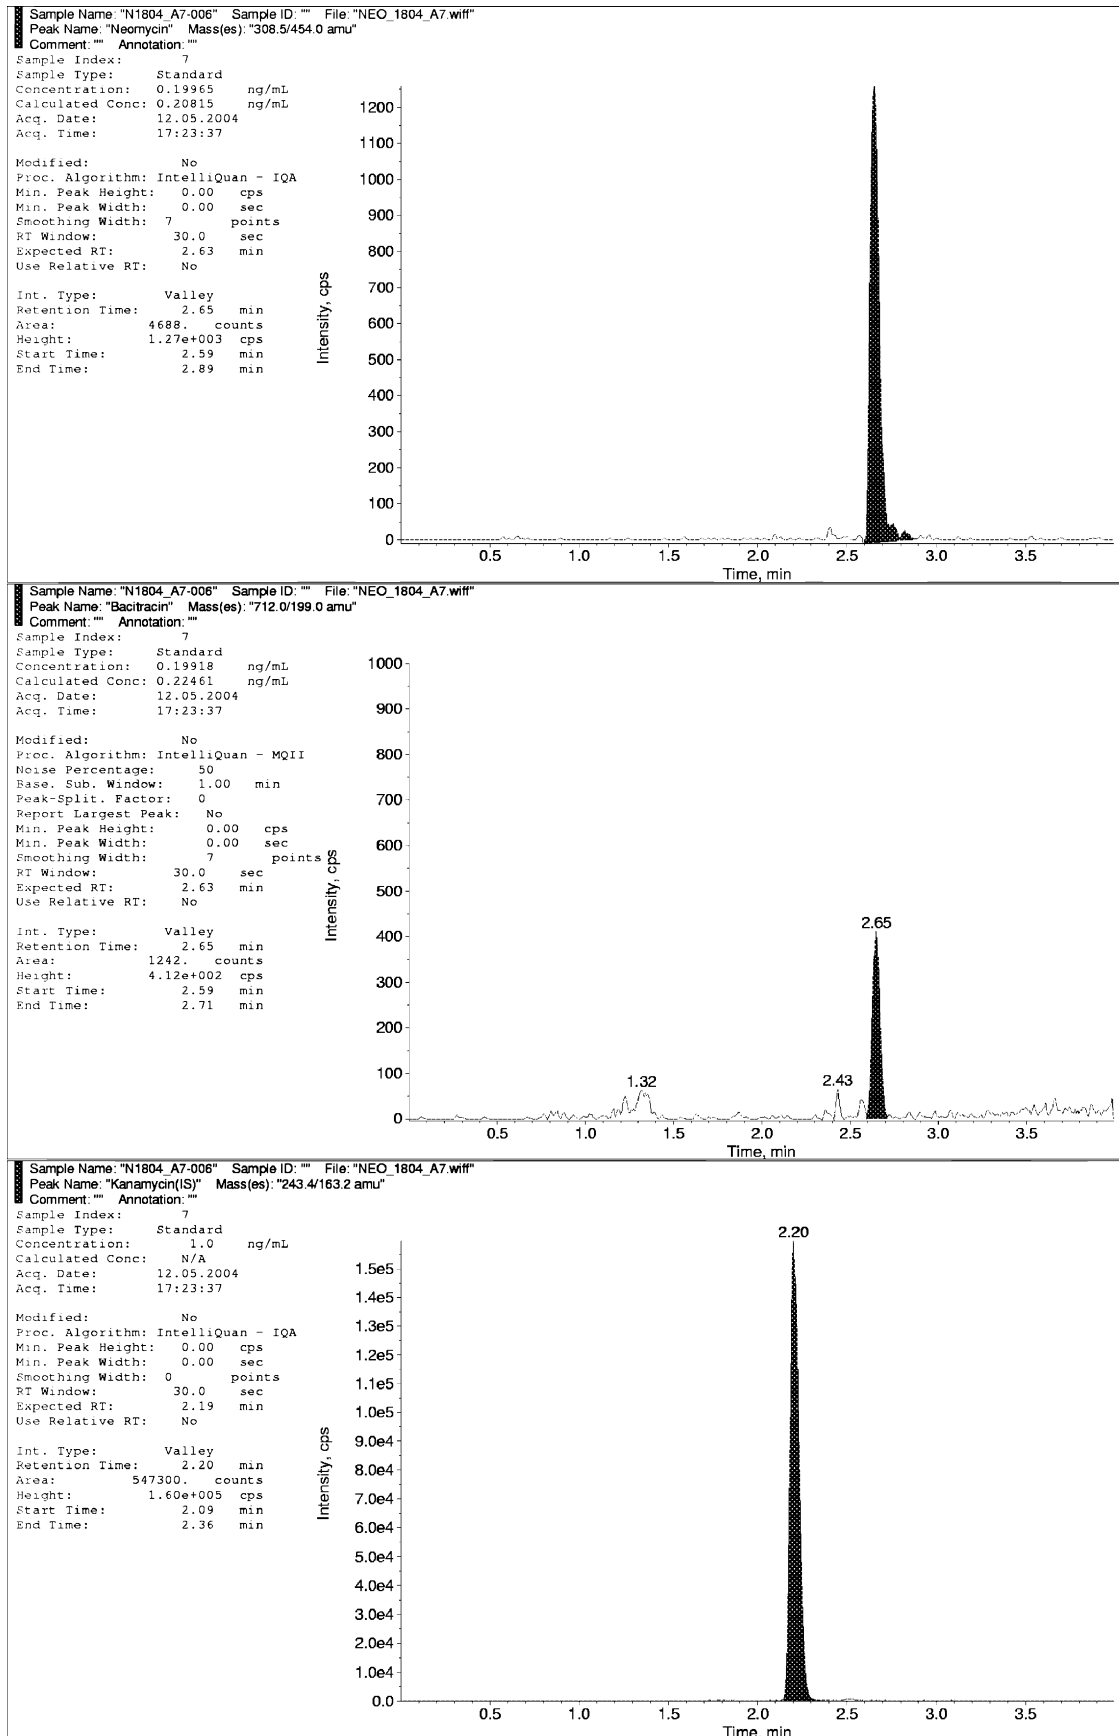 Sample Name: "N1804_A7-006" Sample ID: "" File: "NEO_1804_A7.wiff"
Peak Name: "Neomycin" Mass(es): "308.5/454.0 amu"
Comment: "" Annotation: ""
Sample Index: 7
Sample Type: Standard
Concentration: 0.19965 ng/mL
Calculated Conc: 0.20815 ng/mL
Acq. Date: 12.05.2004
Acq. Time: 17:23:37
Modified: No
Proc. Algorithm: IntelliQuan - IQA
Min. Peak Height: 0.00 cps
Min. Peak Width: 0.00 sec
Smoothing Width: 7 points
RT Window: 30.0 sec
Expected RT: 2.63 min
Use Relative RT: No
Int. Type: Valley
Retention Time: 2.65 min
Area: 4688. counts
Height: 1.27e+003 cps
Start Time: 2.59 min
End Time: 2.89 min
Intensity, cps
1200
1100
1000
900
800
700
600
500
400
300
200
100
0
0.5 1.0 1.5 2.0 2.5 3.0 3.5
Time, min
Sample Name: "N1804_A7-006" Sample ID: "" File: "NEO_1804_A7.wiff"
Peak Name: "Bacitracin" Mass(es): "712.0/199.0 amu"
Comment: "" Annotation: ""
Sample Index: 7
Sample Type: Standard
Concentration: 0.19918 ng/mL
Calculated Conc: 0.22461 ng/mL
Acq. Date: 12.05.2004
Acq. Time: 17:23:37
Modified: No
Proc. Algorithm: IntelliQuan - MQII
Noise Percentage: 50
Base. Sub. Window: 1.00 min
Peak-Split. Factor: 0
Report Largest Peak: No
Min. Peak Height: 0.00 cps
Min. Peak Width: 0.00 sec
Smoothing Width: 7 points
RT Window: 30.0 sec
Expected RT: 2.63 min
Use Relative RT: No
Int. Type: Valley
Retention Time: 2.65 min
Area: 1242. counts
Height: 4.12e+002 cps
Start Time: 2.59 min
End Time: 2.71 min
Intensity, cps
1000
900
800
700
600
500
400
300
200
100
0
2.65
1.32
2.43
0.5 1.0 1.5 2.0 2.5 3.0 3.5
Time, min
Sample Name: "N1804_A7-006" Sample ID: "" File: "NEO_1804_A7.wiff"
Peak Name: "Kanamycin(IS)" Mass(es): "243.4/163.2 amu"
Comment: "" Annotation: ""
Sample Index: 7
Sample Type: Standard
Concentration: 1.0 ng/mL
Calculated Conc: N/A
Acq. Date: 12.05.2004
Acq. Time: 17:23:37
Modified: No
Proc. Algorithm: IntelliQuan - IQA
Min. Peak Height: 0.00 cps
Min. Peak Width: 0.00 sec
Smoothing Width: 0 points
RT Window: 30.0 sec
Expected RT: 2.19 min
Use Relative RT: No
Int. Type: Valley
Retention Time: 2.20 min
Area: 547300. counts
Height: 1.60e+005 cps
Start Time: 2.09 min
End Time: 2.36 min
Intensity, cps
2.20
1.5e5
1.4e5
1.3e5
1.2e5
1.1e5
1.0e5
9.0e4
8.0e4
7.0e4
6.0e4
5.0e4
4.0e4
3.0e4
2.0e4
1.0e4
0.0
0.5 1.0 1.5 2.0 2.5 3.0 3.5
Time, min